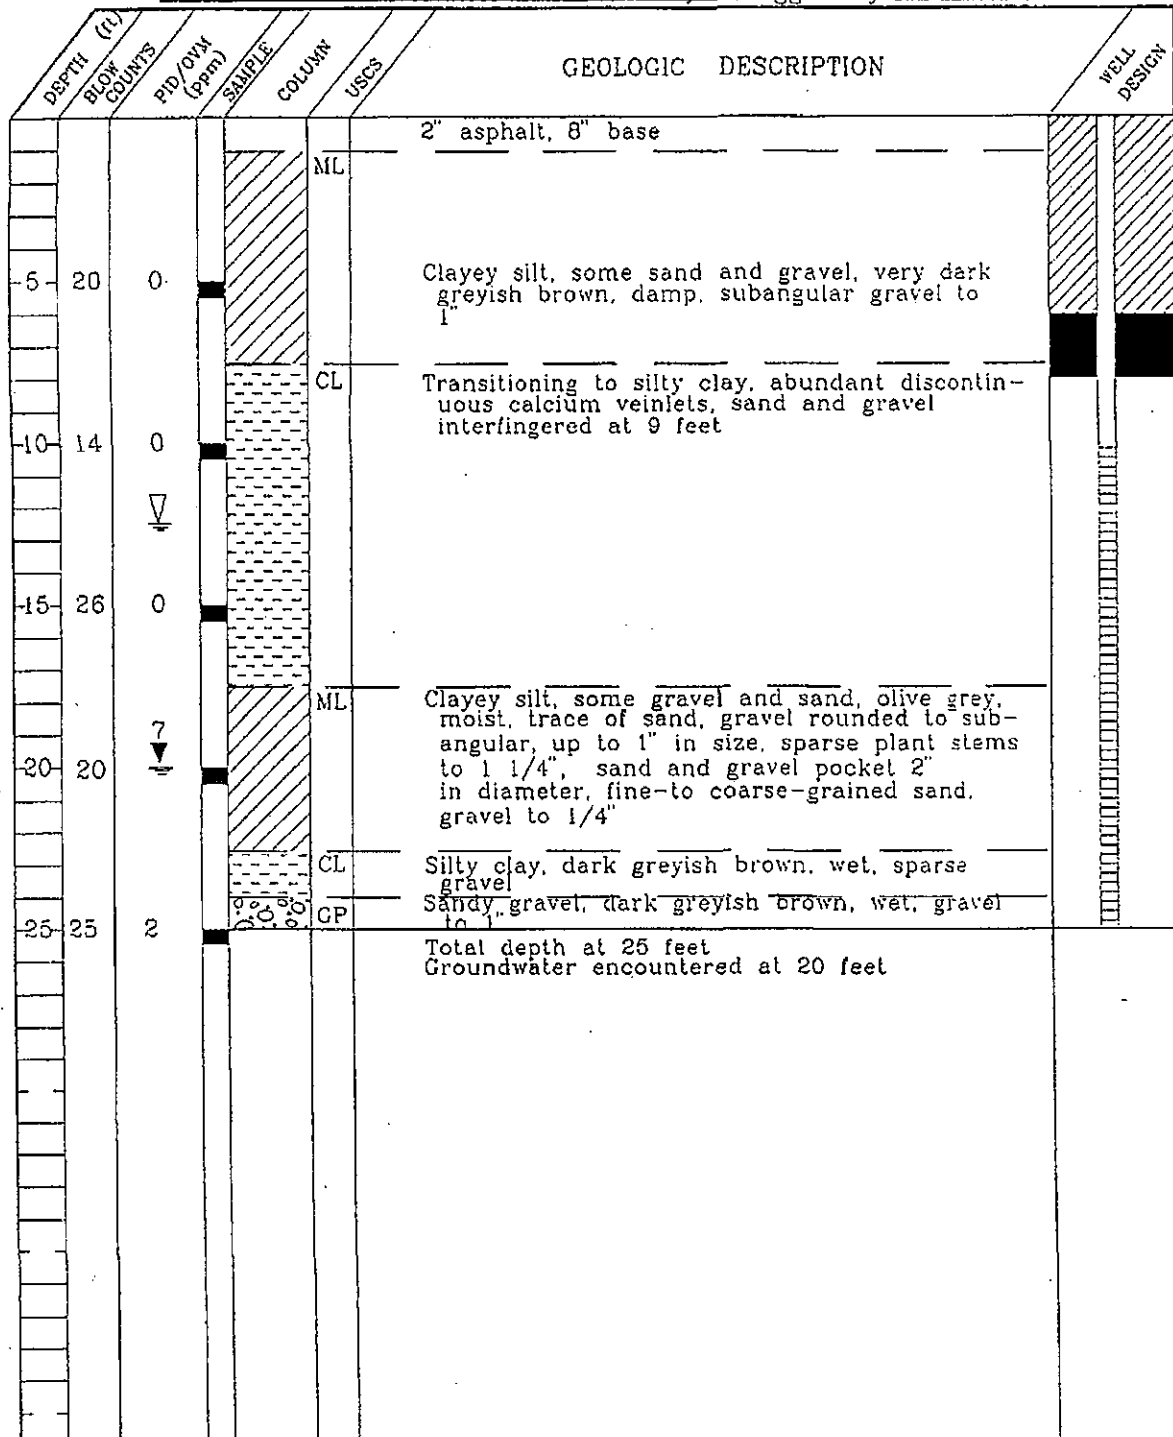 DEPTH (ft)
BLOW COUNTS
PID/OVM (ppm)
SAMPLE
COLUMN
USCS
GEOLOGIC DESCRIPTION
WELL DESIGN
2" asphalt, 8" base
ML
-5- 20 0
Clayey silt, some sand and gravel, very dark
greyish brown, damp, subangular gravel to
1"
CL
Transitioning to silty clay, abundant discontin-
uous calcium veinlets, sand and gravel
interfingered at 9 feet
-10- 14 0
-15- 26 0
ML
Clayey silt, some gravel and sand, olive grey,
moist, trace of sand, gravel rounded to sub-
angular, up to 1" in size, sparse plant stems
to 1 1/4", sand and gravel pocket 2"
in diameter, fine-to coarse-grained sand,
gravel to 1/4"
7
-20- 20
CL
Silty clay, dark greyish brown, wet, sparse
gravel
GP
Sandy gravel, dark greyish brown, wet, gravel
to 1"
-25- 25 2
Total depth at 25 feet
Groundwater encountered at 20 feet